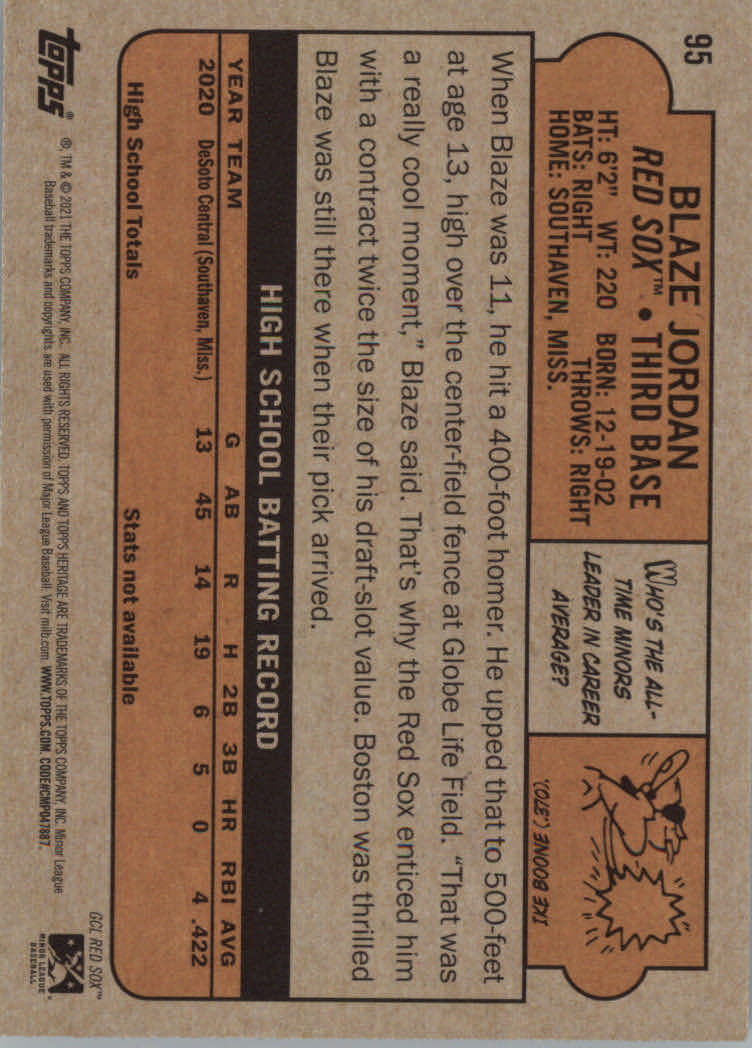 95
BLAZE JORDAN
RED SOX™ • THIRD BASE
HT: 6'2" WT: 220 BORN: 12-19-02
BATS: RIGHT THROWS: RIGHT
HOME: SOUTHAVEN, MISS.
WHO'S THE ALL-
TIME MINORS
LEADER IN CAREER
AVERAGE?
IKE BOONE (.370).
When Blaze was 11, he hit a 400-foot homer. He upped that to 500-feet
at age 13, high over the center-field fence at Globe Life Field. “That was
a really cool moment,” Blaze said. That's why the Red Sox enticed him
with a contract twice the size of his draft-slot value. Boston was thrilled
Blaze was still there when their pick arrived.
HIGH SCHOOL BATTING RECORD
YEAR TEAM G AB R H 2B 3B HR RBI AVG
2020 DeSoto Central (Southaven, Miss.) 13 45 14 19 6 5 0 4 .422
High School Totals Stats not available
topps®
®, TM & © 2021 THE TOPPS COMPANY, INC. ALL RIGHTS RESERVED. TOPPS AND TOPPS HERITAGE ARE TRADEMARKS OF THE TOPPS COMPANY, INC. Minor League
Baseball trademarks and copyrights are used with permission of Major League Baseball. Visit milb.com. WWW.TOPPS.COM. CODE#CMP047887.
GCL RED SOX™
MINOR LEAGUE
BASEBALL™